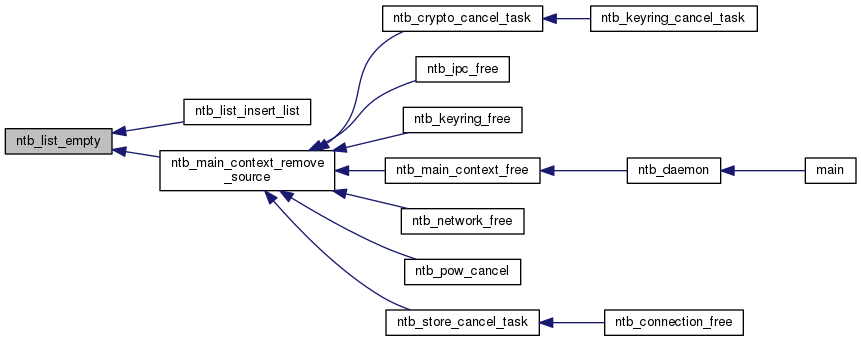 ntb_crypto_cancel_task
ntb_keyring_cancel_task
ntb_ipc_free
ntb_list_insert_list
ntb_keyring_free
ntb_list_empty
ntb_main_context_remove
_source
ntb_main_context_free
ntb_daemon
main
ntb_network_free
ntb_pow_cancel
ntb_store_cancel_task
ntb_connection_free